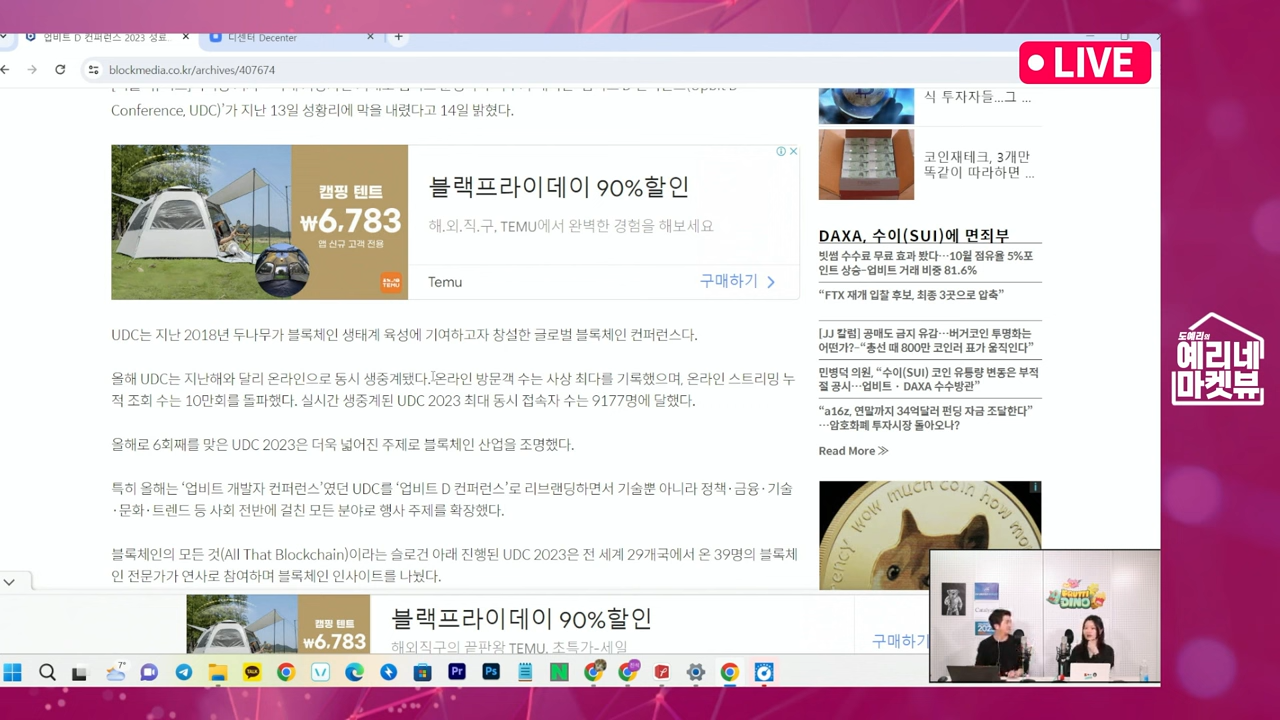 업비트 D 컨퍼런스 2023 성료..
디센터 Decenter
LIVE
blockmedia.co.kr/archives/407674
Conference, UDC)’가 지난 13일 성황리에 막을 내렸다고 14일 밝혔다.
캠핑 텐트
₩6,783
앱 신규 고객 전용
TEMU
블랙프라이데이 90%할인
해.외.직.구, TEMU에서 완벽한 경험을 해보세요
Temu
구매하기
UDC는 지난 2018년 두나무가 블록체인 생태계 육성에 기여하고자 창설한 글로벌 블록체인 컨퍼런스다.
올해 UDC는 지난해와 달리 온라인으로 동시 생중계됐다. 온라인 방문객 수는 사상 최다를 기록했으며, 온라인 스트리밍 누
적 조회 수는 10만회를 돌파했다. 실시간 생중계된 UDC 2023 최대 동시 접속자 수는 9177명에 달했다.
올해로 6회째를 맞은 UDC 2023은 더욱 넓어진 주제로 블록체인 산업을 조명했다.
특히 올해는 ‘업비트 개발자 컨퍼런스’였던 UDC를 ‘업비트 D 컨퍼런스’로 리브랜딩하면서 기술뿐 아니라 정책·금융·기술
·문화·트렌드 등 사회 전반에 걸친 모든 분야로 행사 주제를 확장했다.
블록체인의 모든 것(All That Blockchain)이라는 슬로건 아래 진행된 UDC 2023은 전 세계 29개국에서 온 39명의 블록체
인 전문가가 연사로 참여하며 블록체인 인사이트를 나눴다.
식 투자자들...그 ...
코인재테크, 3개만
똑같이 따라하면 ...
DAXA, 수이(SUI)에 면죄부
빗썸 수수료 무료 효과 봤다…10월 점유율 5%포
인트 상승-업비트 거래 비중 81.6%
“FTX 재개 입찰 후보, 최종 3곳으로 압축”
[JJ 칼럼] 공매도 금지 유감…버거코인 투명화는
어떤가?-“총선 때 800만 코인러 표가 움직인다”
민병덕 의원, “수이(SUI) 코인 유통량 변동은 부적
절 공시…업비트・DAXA 수수방관”
“a16z, 연말까지 34억달러 펀딩 자금 조달한다”
…암호화폐 투자시장 돌아오나?
Read More ≫
wow much coin how mon
캠핑 텐트
₩6,783
블랙프라이데이 90%할인
해외직구의 끝판왕 TEMU, 초특가-세일
구매하기
FRUTTI
DINO
7°
Pr
Ps
도예리의
예리네
마켓뷰